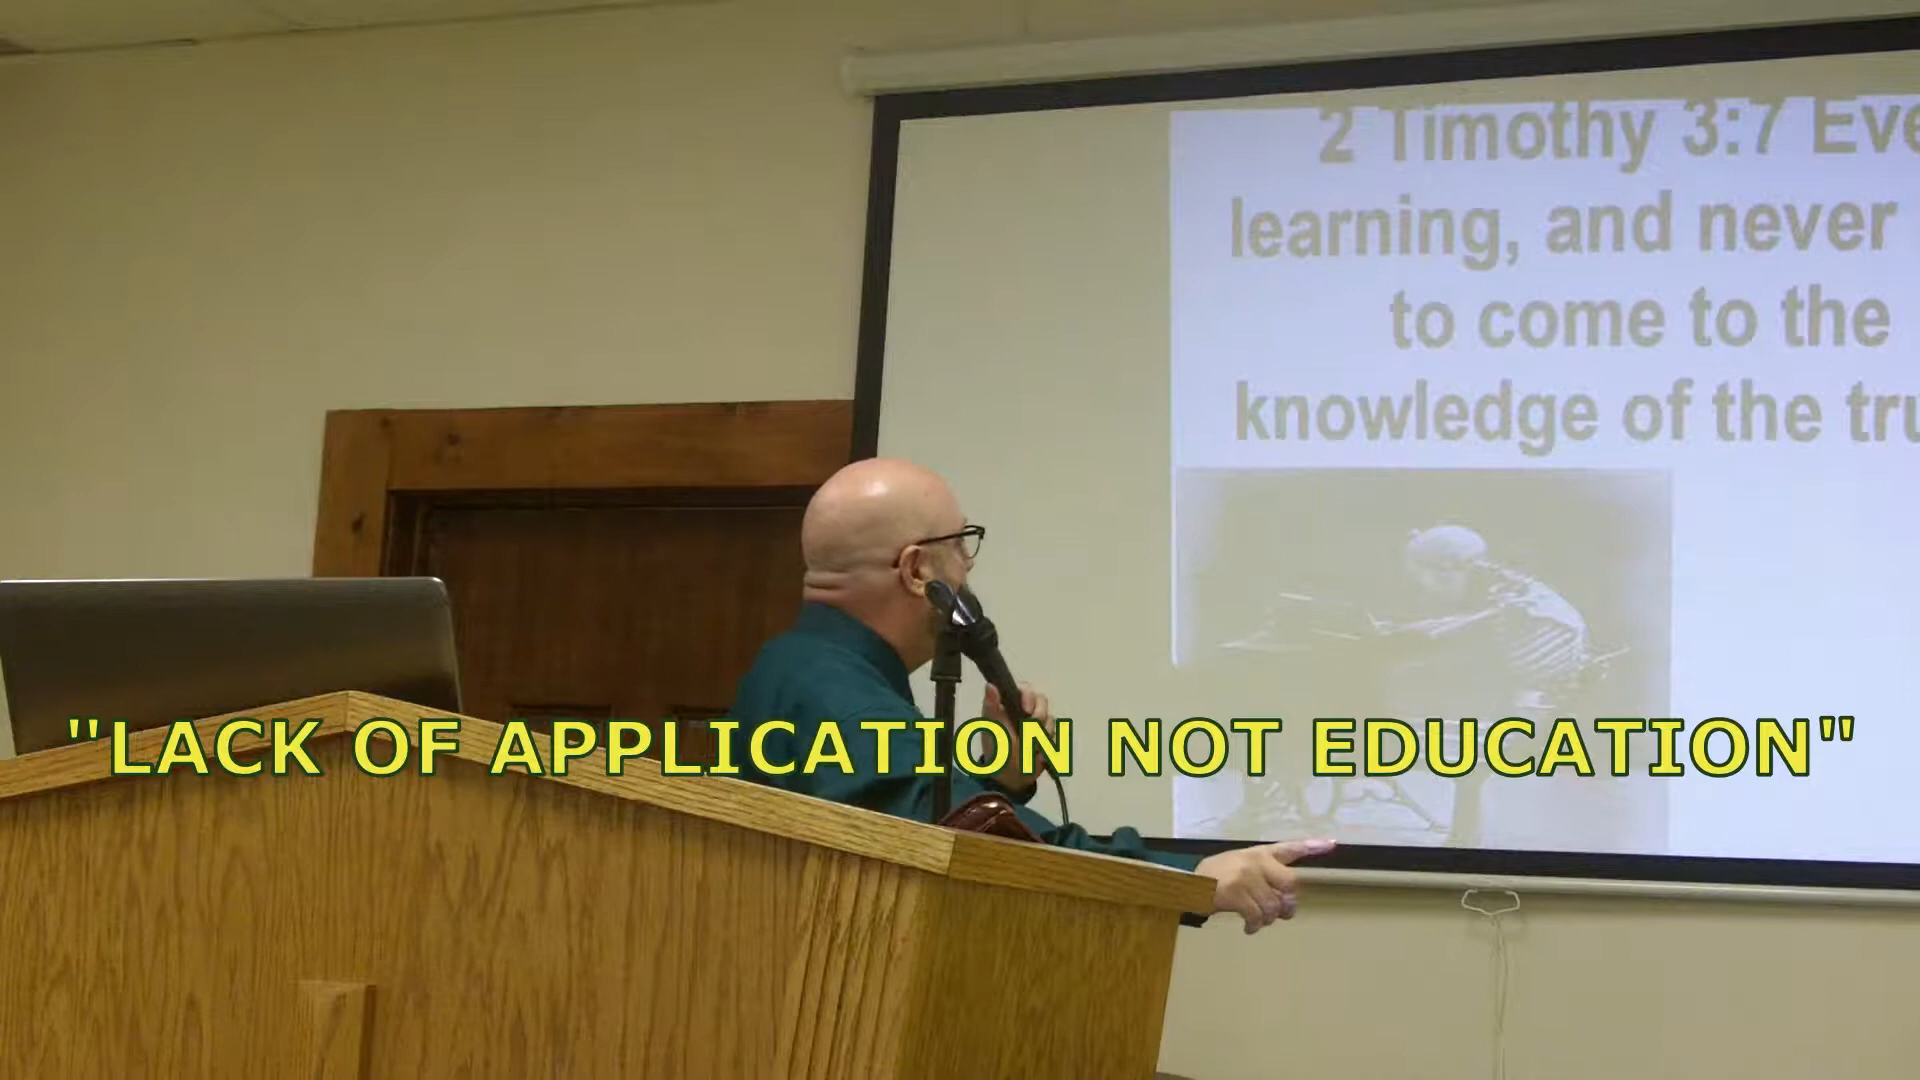 2 Timothy 3:7 Eve
learning, and never
to come to the
knowledge of the tru
"LACK OF APPLICATION NOT EDUCATION"